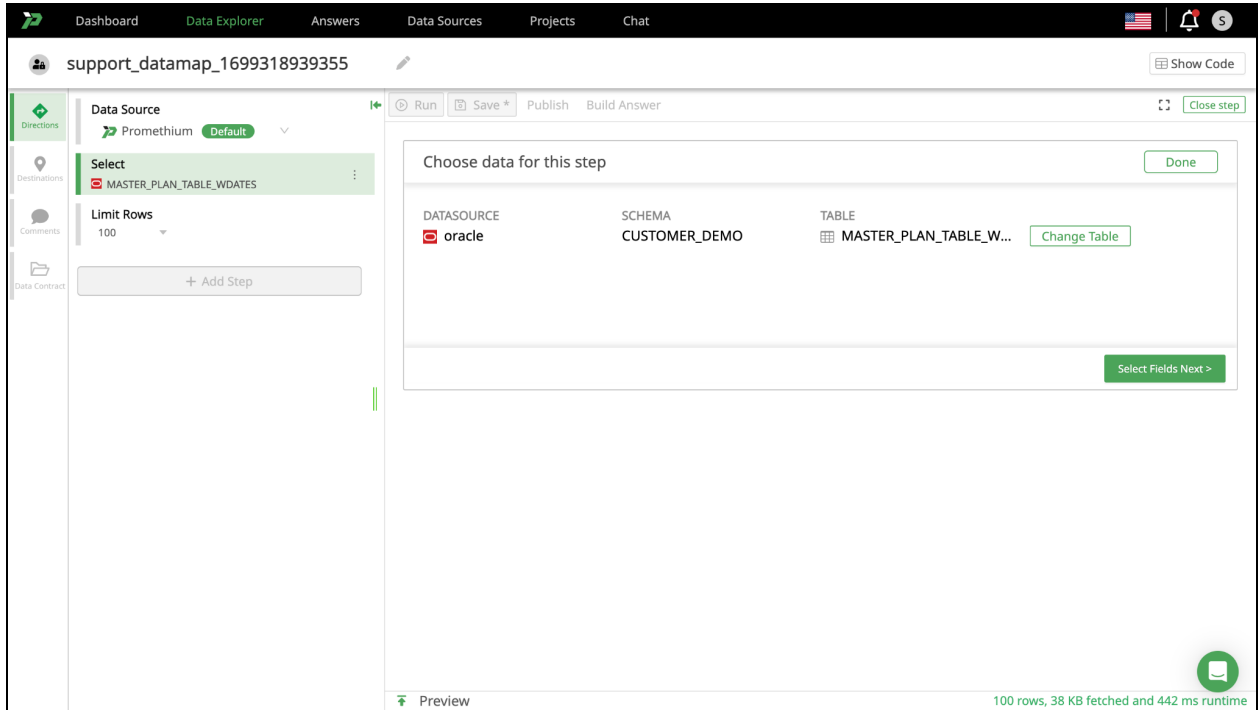 Dashboard Data Explorer Answers Data Sources Projects Chat S
support_datamap_1699318939355 Show Code
Directions
Destinations
Comments
Data Contract
Data Source
Promethium Default
Select
MASTER_PLAN_TABLE_WDATES
Limit Rows
100
+ Add Step
Run Save * Publish Build Answer Close step
Choose data for this step Done
DATASOURCE SCHEMA TABLE
oracle CUSTOMER_DEMO MASTER_PLAN_TABLE_W... Change Table
Select Fields Next >
Preview 100 rows, 38 KB fetched and 442 ms runtime